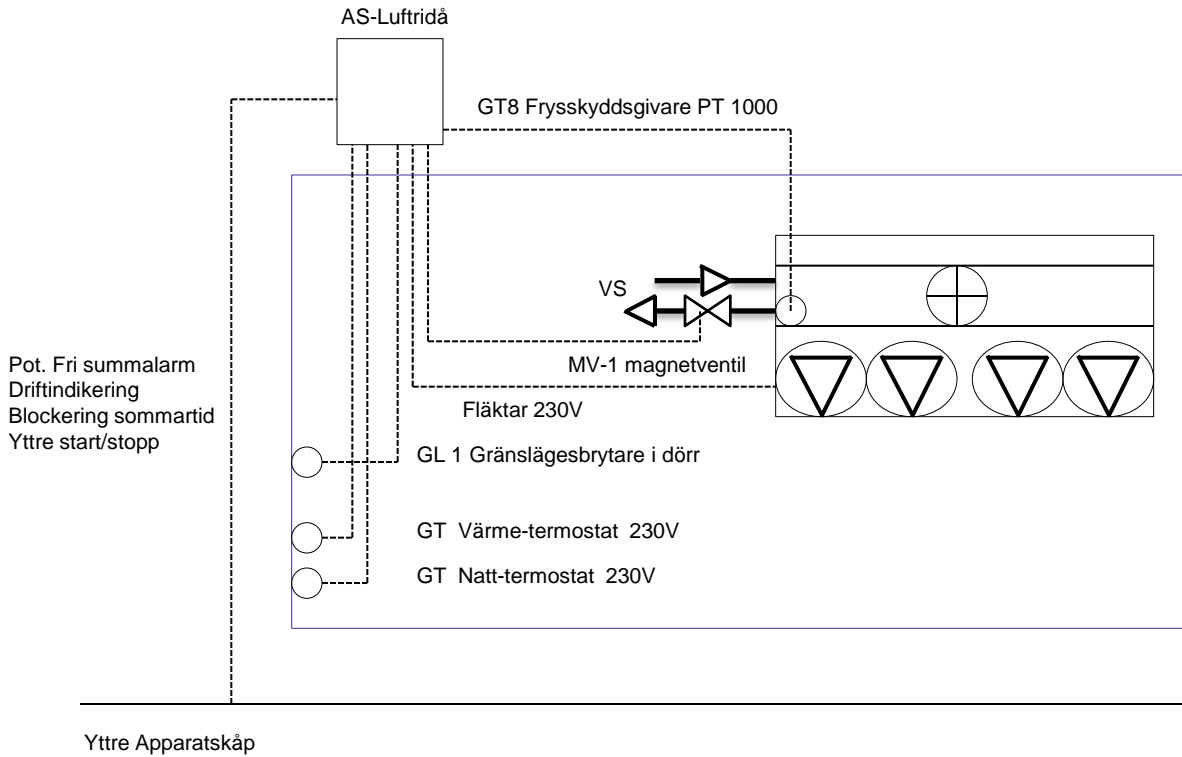 AS-Luftridå
GT8 Frysskyddsgivare PT 1000
VS
MV-1 magnetventil
Fläktar 230V
Pot. Fri summalarm
Driftindikering
Blockering sommartid
Yttre start/stopp
GL 1 Gränslägesbrytare i dörr
GT Värme-termostat 230V
GT Natt-termostat 230V
Yttre Apparatskåp